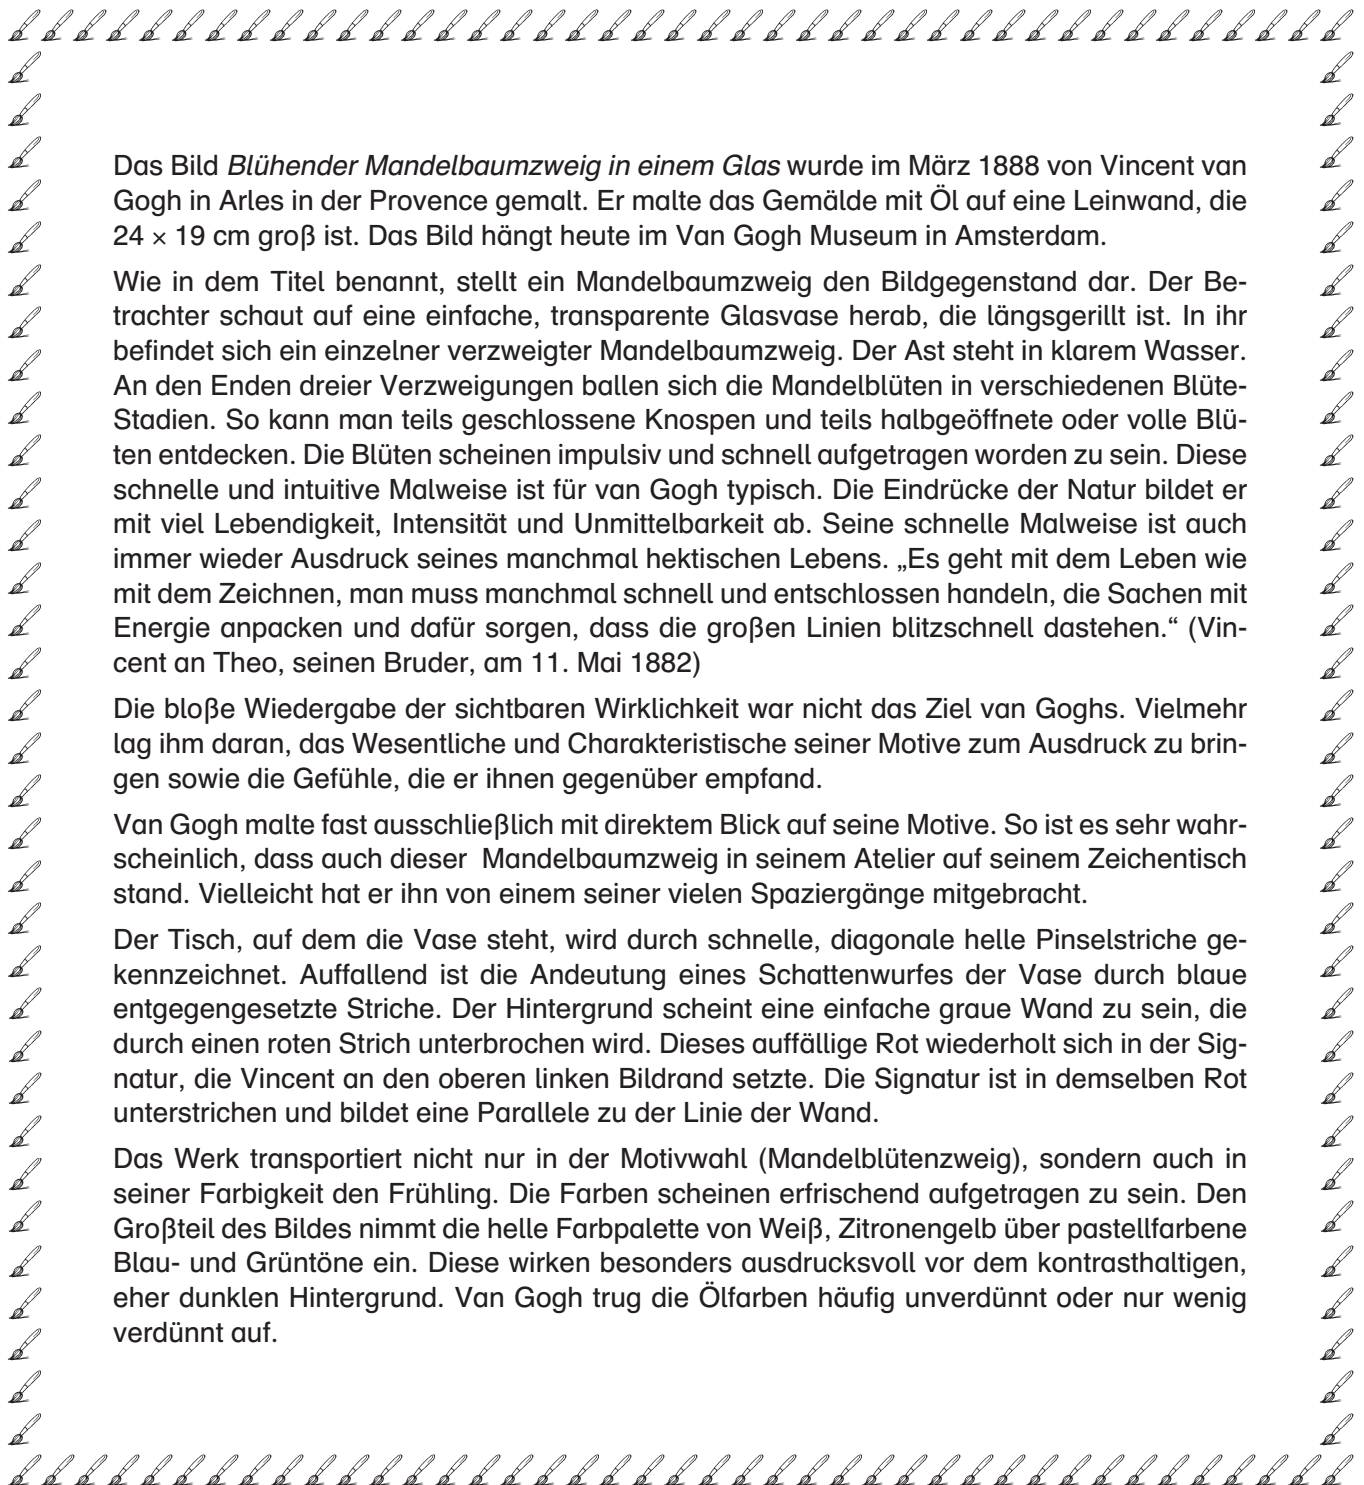 Das Bild Blühender Mandelbaumzweig in einem Glas wurde im März 1888 von Vincent van
Gogh in Arles in der Provence gemalt. Er malte das Gemälde mit Öl auf eine Leinwand, die
24 × 19 cm groß ist. Das Bild hängt heute im Van Gogh Museum in Amsterdam.
Wie in dem Titel benannt, stellt ein Mandelbaumzweig den Bildgegenstand dar. Der Be-
trachter schaut auf eine einfache, transparente Glasvase herab, die längsgerillt ist. In ihr
befindet sich ein einzelner verzweigter Mandelbaumzweig. Der Ast steht in klarem Wasser.
An den Enden dreier Verzweigungen ballen sich die Mandelblüten in verschiedenen Blüte-
Stadien. So kann man teils geschlossene Knospen und teils halbgeöffnete oder volle Blü-
ten entdecken. Die Blüten scheinen impulsiv und schnell aufgetragen worden zu sein. Diese
schnelle und intuitive Malweise ist für van Gogh typisch. Die Eindrücke der Natur bildet er
mit viel Lebendigkeit, Intensität und Unmittelbarkeit ab. Seine schnelle Malweise ist auch
immer wieder Ausdruck seines manchmal hektischen Lebens. „Es geht mit dem Leben wie
mit dem Zeichnen, man muss manchmal schnell und entschlossen handeln, die Sachen mit
Energie anpacken und dafür sorgen, dass die großen Linien blitzschnell dastehen.“ (Vin-
cent an Theo, seinen Bruder, am 11. Mai 1882)
Die bloße Wiedergabe der sichtbaren Wirklichkeit war nicht das Ziel van Goghs. Vielmehr
lag ihm daran, das Wesentliche und Charakteristische seiner Motive zum Ausdruck zu brin-
gen sowie die Gefühle, die er ihnen gegenüber empfand.
Van Gogh malte fast ausschließlich mit direktem Blick auf seine Motive. So ist es sehr wahr-
scheinlich, dass auch dieser Mandelbaumzweig in seinem Atelier auf seinem Zeichentisch
stand. Vielleicht hat er ihn von einem seiner vielen Spaziergänge mitgebracht.
Der Tisch, auf dem die Vase steht, wird durch schnelle, diagonale helle Pinselstriche ge-
kennzeichnet. Auffallend ist die Andeutung eines Schattenwurfes der Vase durch blaue
entgegengesetzte Striche. Der Hintergrund scheint eine einfache graue Wand zu sein, die
durch einen roten Strich unterbrochen wird. Dieses auffällige Rot wiederholt sich in der Sig-
natur, die Vincent an den oberen linken Bildrand setzte. Die Signatur ist in demselben Rot
unterstrichen und bildet eine Parallele zu der Linie der Wand.
Das Werk transportiert nicht nur in der Motivwahl (Mandelblütenzweig), sondern auch in
seiner Farbigkeit den Frühling. Die Farben scheinen erfrischend aufgetragen zu sein. Den
Großteil des Bildes nimmt die helle Farbpalette von Weiß, Zitronengelb über pastellfarbene
Blau- und Grüntöne ein. Diese wirken besonders ausdrucksvoll vor dem kontrasthaltigen,
eher dunklen Hintergrund. Van Gogh trug die Ölfarben häufig unverdünnt oder nur wenig
verdünnt auf.